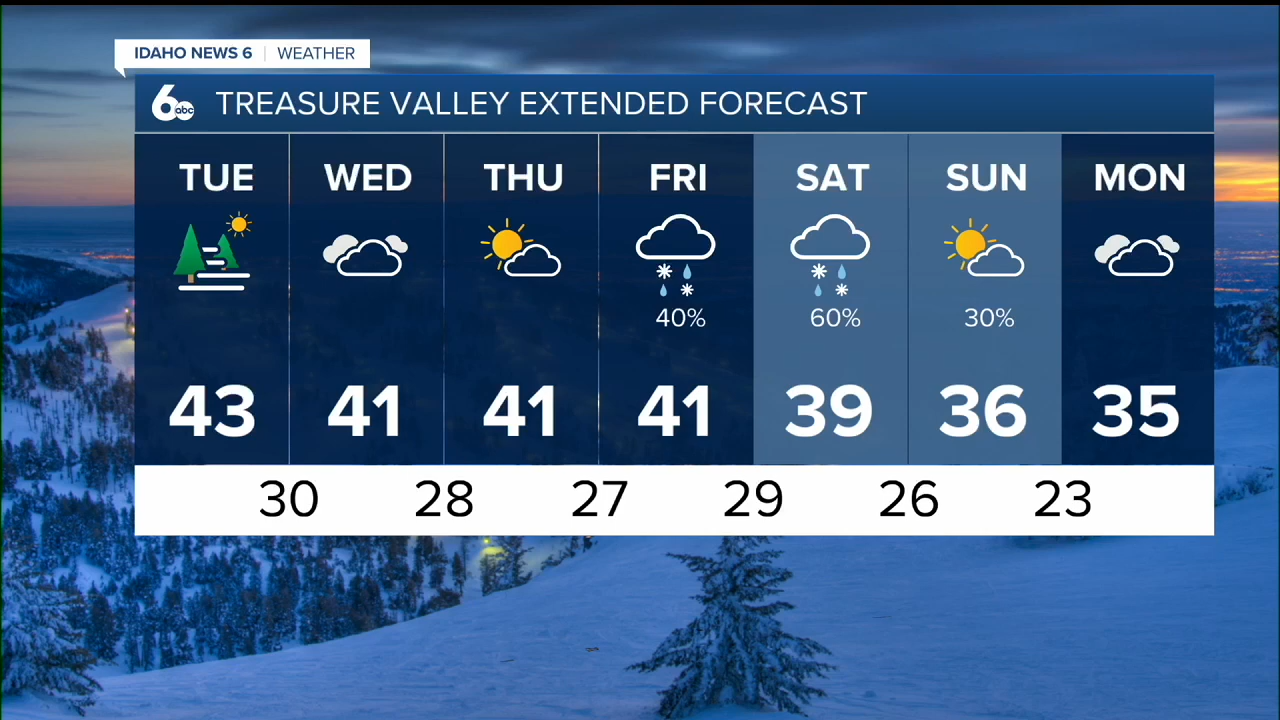 IDAHO NEWS 6 | WEATHER
6 abc TREASURE VALLEY EXTENDED FORECAST
TUE WED THU FRI SAT SUN MON
40% 60% 30%
43 41 41 41 39 36 35
30 28 27 29 26 23